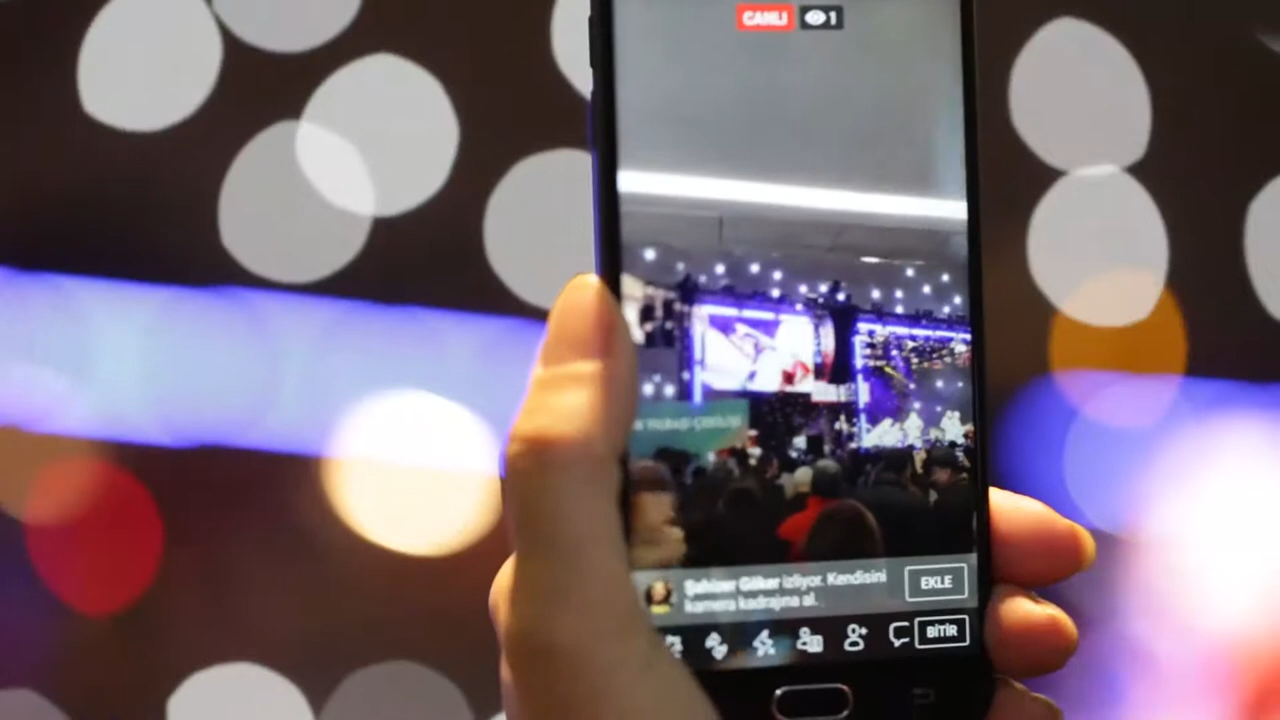 CANLI 1
Şahizer Göker izliyor. Kendisini
kamera kadrajına al.
EKLE
BİTİR